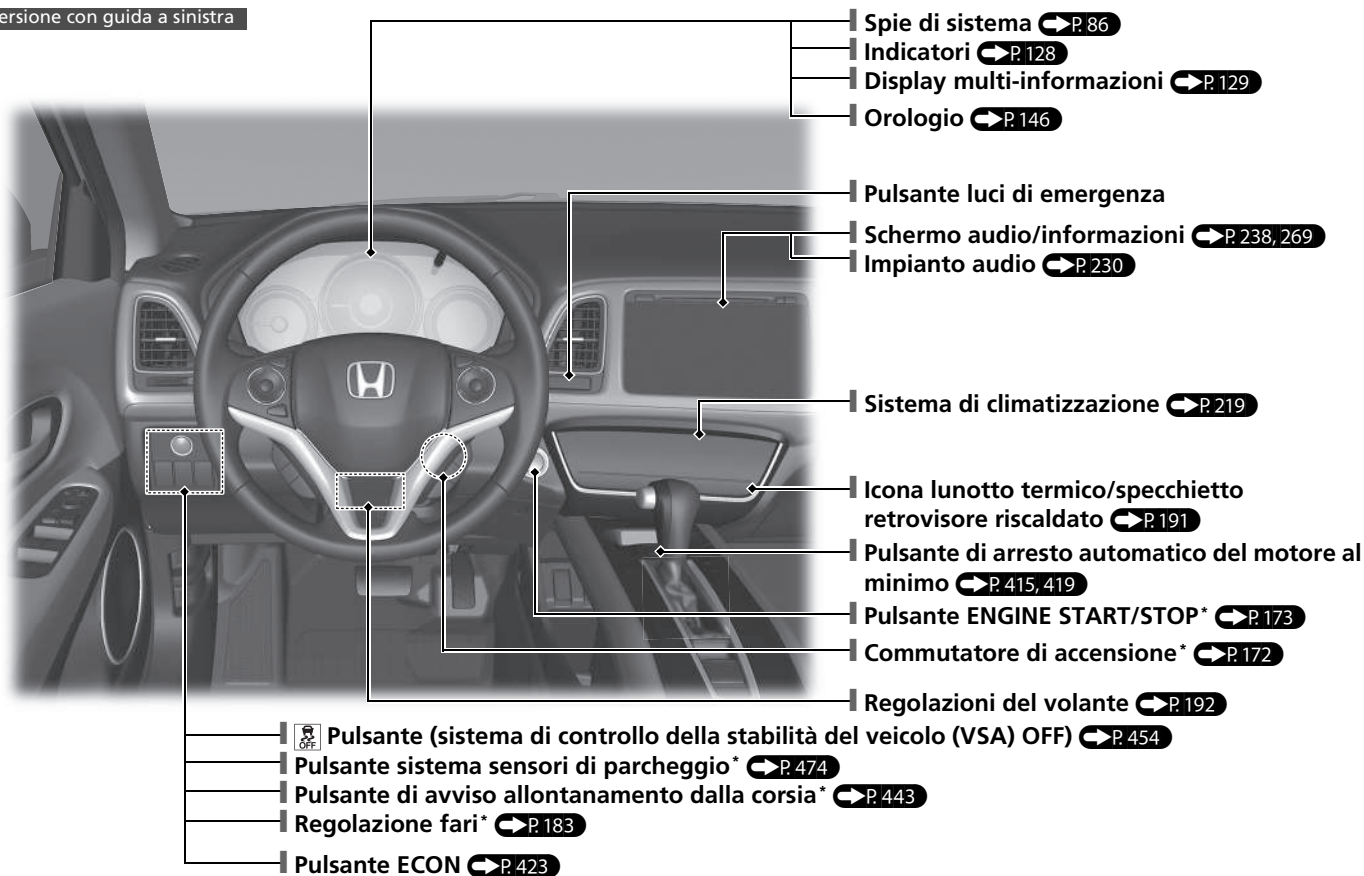 ersione con guida a sinistra
Spie di sistema P. 86
Indicatori P. 128
Display multi-informazioni P. 129
Orologio P. 146
Pulsante luci di emergenza
Schermo audio/informazioni P. 238, 269
Impianto audio P. 230
Sistema di climatizzazione P. 219
Icona lunotto termico/specchietto
retrovisore riscaldato P. 191
Pulsante di arresto automatico del motore al
minimo P. 415, 419
Pulsante ENGINE START/STOP* P. 173
Commutatore di accensione* P. 172
Regolazioni del volante P. 192
OFF Pulsante (sistema di controllo della stabilità del veicolo (VSA) OFF) P. 454
Pulsante sistema sensori di parcheggio* P. 474
Pulsante di avviso allontanamento dalla corsia* P. 443
Regolazione fari* P. 183
Pulsante ECON P. 423